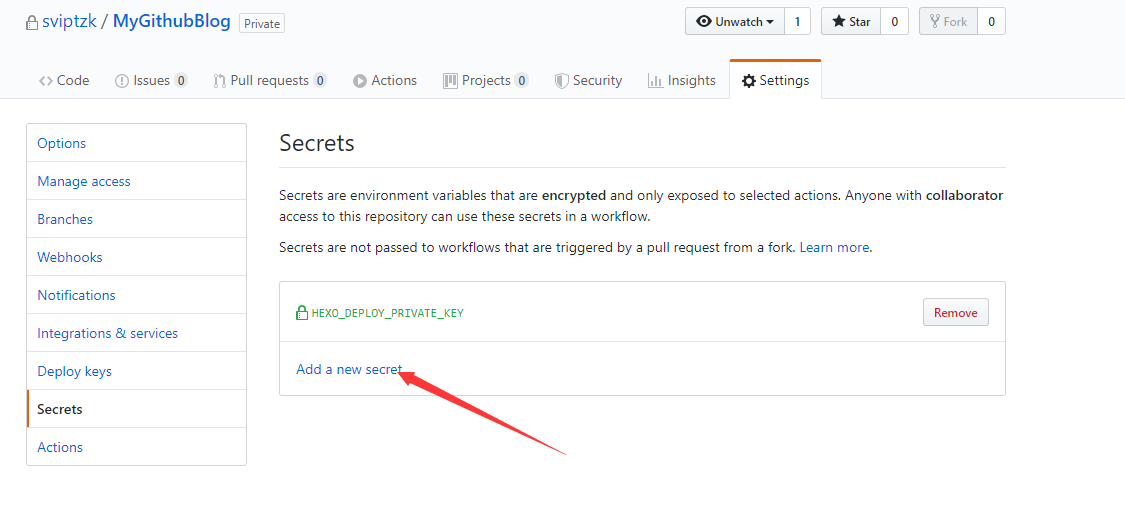 sviptzk / MyGithubBlog Private
Unwatch 1 Star 0 Fork 0
Code Issues 0 Pull requests 0 Actions Projects 0 Security Insights Settings
Options
Manage access
Branches
Webhooks
Notifications
Integrations & services
Deploy keys
Secrets
Actions
Secrets
Secrets are environment variables that are encrypted and only exposed to selected actions. Anyone with collaborator
access to this repository can use these secrets in a workflow.
Secrets are not passed to workflows that are triggered by a pull request from a fork. Learn more.
HEXO_DEPLOY_PRIVATE_KEY Remove
Add a new secret